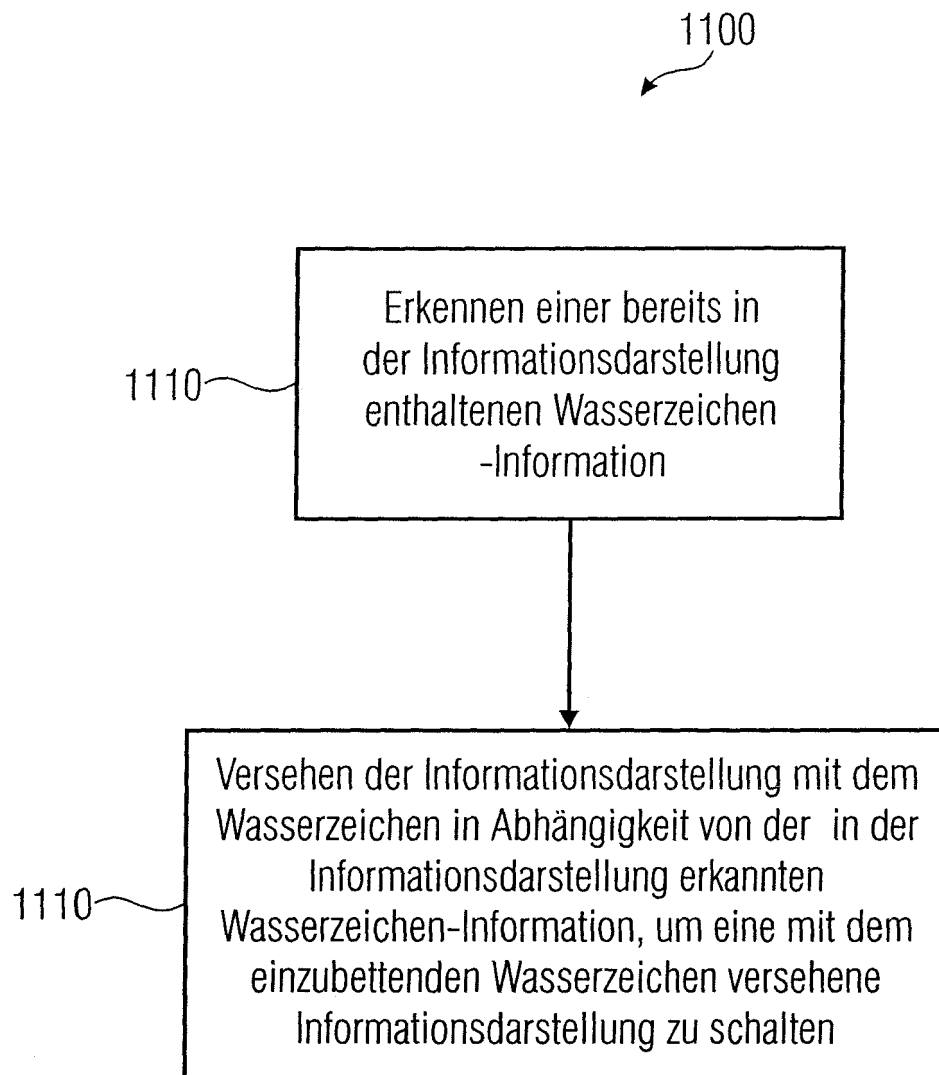 1100
Erkennen einer bereits in
der Informationsdarstellung
enthaltenen Wasserzeichen
-Information
1110
Versehen der Informationsdarstellung mit dem
Wasserzeichen in Abhängigkeit von der in der
Informationsdarstellung erkannten
Wasserzeichen-Information, um eine mit dem
einzubettenden Wasserzeichen versehene
Informationsdarstellung zu schalten
1110